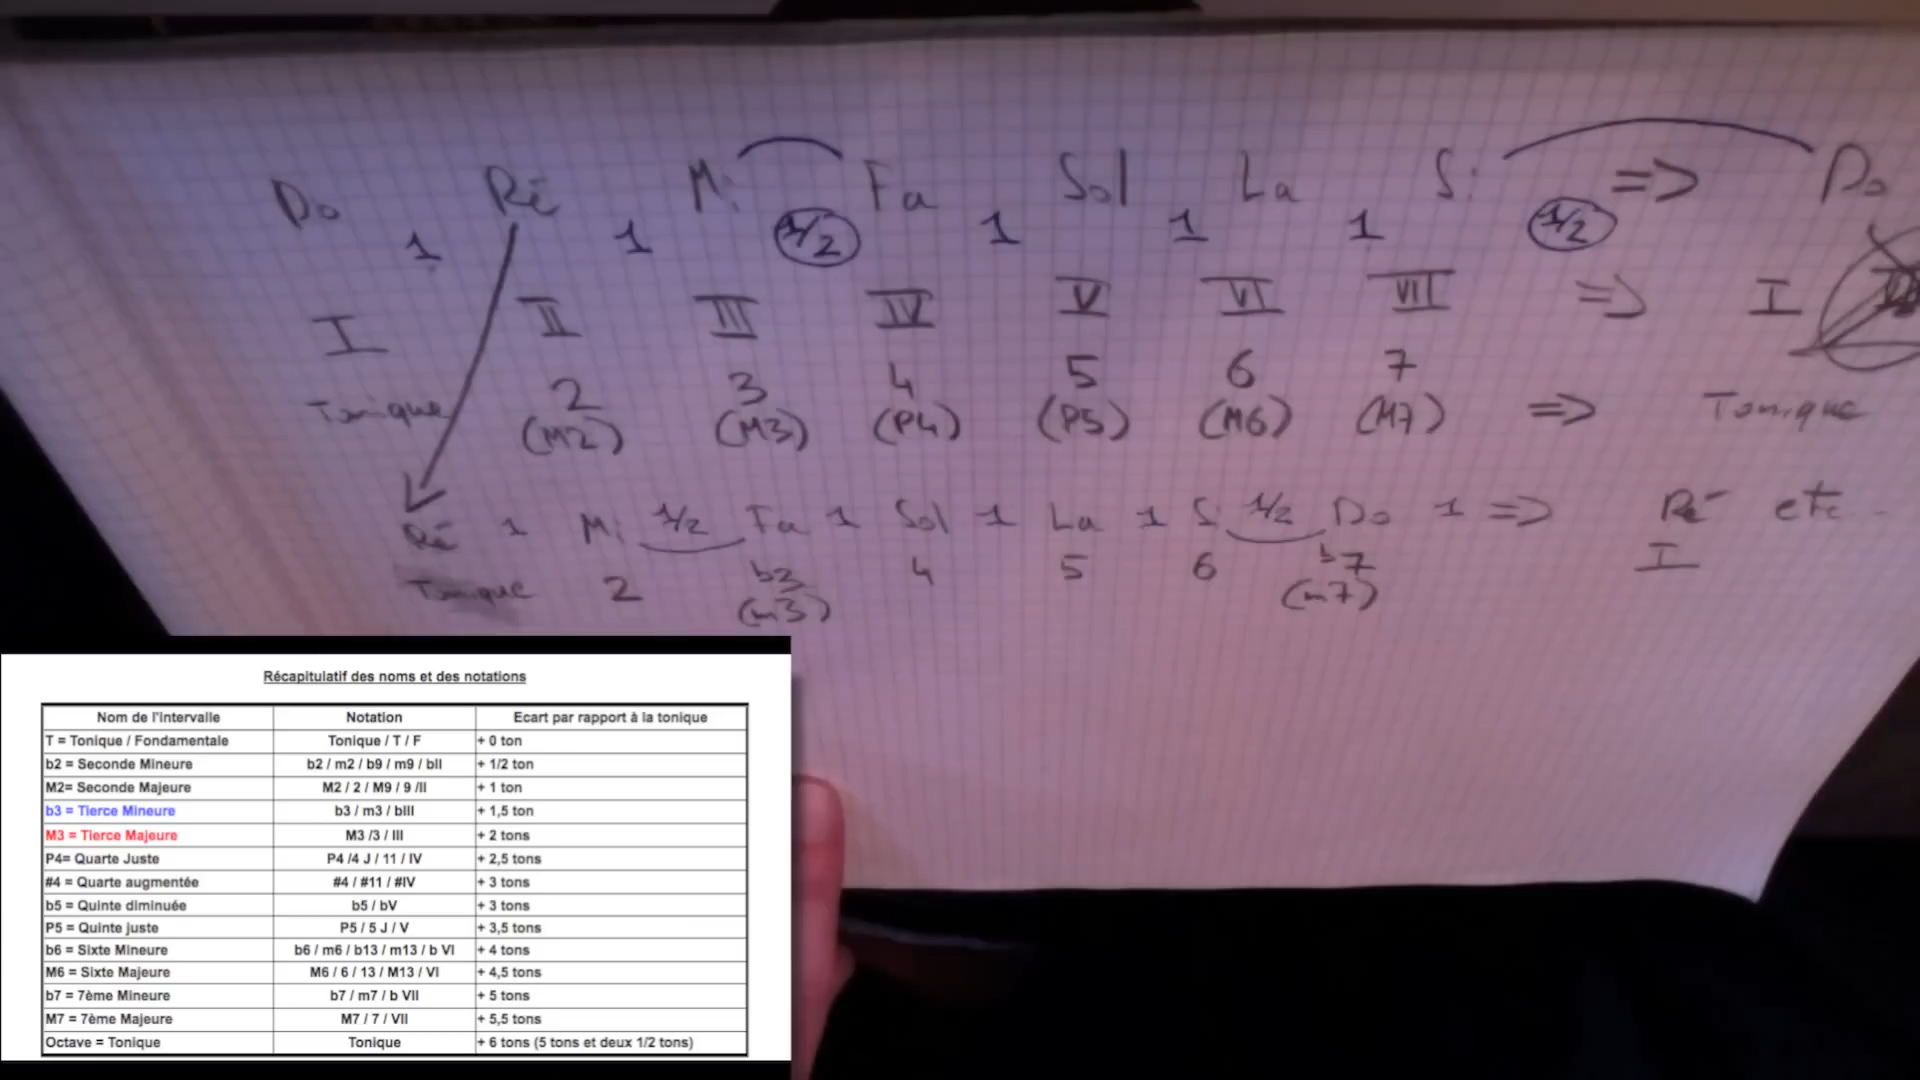 Do Ré Mi Fa Sol La Si => Do
1 1 1/2 1 1 1 1/2
I II III IV V VI VII => I
2 3 4 5 6 7
Tonique (M2) (M3) (P4) (P5) (M6) (M7) => Tonique
Ré 1 Mi 1/2 Fa 1 Sol 1 La 1 Si 1/2 Do 1 => Ré etc..
Tonique 2 b3 4 5 6 b7 I
(m3) (m7)
Récapitulatif des noms et des notations
Nom de l'Intervalle Notation Ecart par rapport à la tonique
T = Tonique / Fondamentale Tonique / T / F + 0 ton
b2 = Seconde Mineure b2 / m2 / b9 / m9 / bII + 1/2 ton
M2= Seconde Majeure M2 / 2 / M9 / 9 /II + 1 ton
b3 = Tierce Mineure b3 / m3 / bIII + 1,5 ton
M3 = Tierce Majeure M3 /3 / III + 2 tons
P4= Quarte Juste P4 /4 J / 11 / IV + 2,5 tons
#4 = Quarte augmentée #4 / #11 / #IV + 3 tons
b5 = Quinte diminuée b5 / bV + 3 tons
P5 = Quinte juste P5 / 5 J / V + 3,5 tons
b6 = Sixte Mineure b6 / m6 / b13 / m13 / b VI + 4 tons
M6 = Sixte Majeure M6 / 6 / 13 / M13 / VI + 4,5 tons
b7 = 7ème Mineure b7 / m7 / b VII + 5 tons
M7 = 7ème Majeure M7 / 7 / VII + 5,5 tons
Octave = Tonique Tonique + 6 tons (5 tons et deux 1/2 tons)